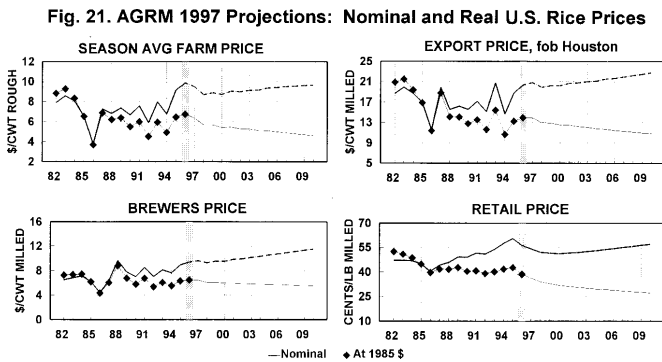 Fig. 21. AGRM 1997 Projections: Nominal and Real U.S. Rice Prices
SEASON AVG FARM PRICE
$/CWT ROUGH
12
10
8
6
4
2
82 85 88 91 94 97 00 03 06 09
EXPORT PRICE, fob Houston
$/CWT MILLED
25
21
17
13
9
5
82 85 88 91 94 97 00 03 06 09
BREWERS PRICE
$/CWT MILLED
16
12
8
4
0
82 85 88 91 94 97 00 03 06 09
RETAIL PRICE
CENTS/LB MILLED
70
55
40
25
10
82 85 88 91 94 97 00 03 06 09
Nominal At 1985 $